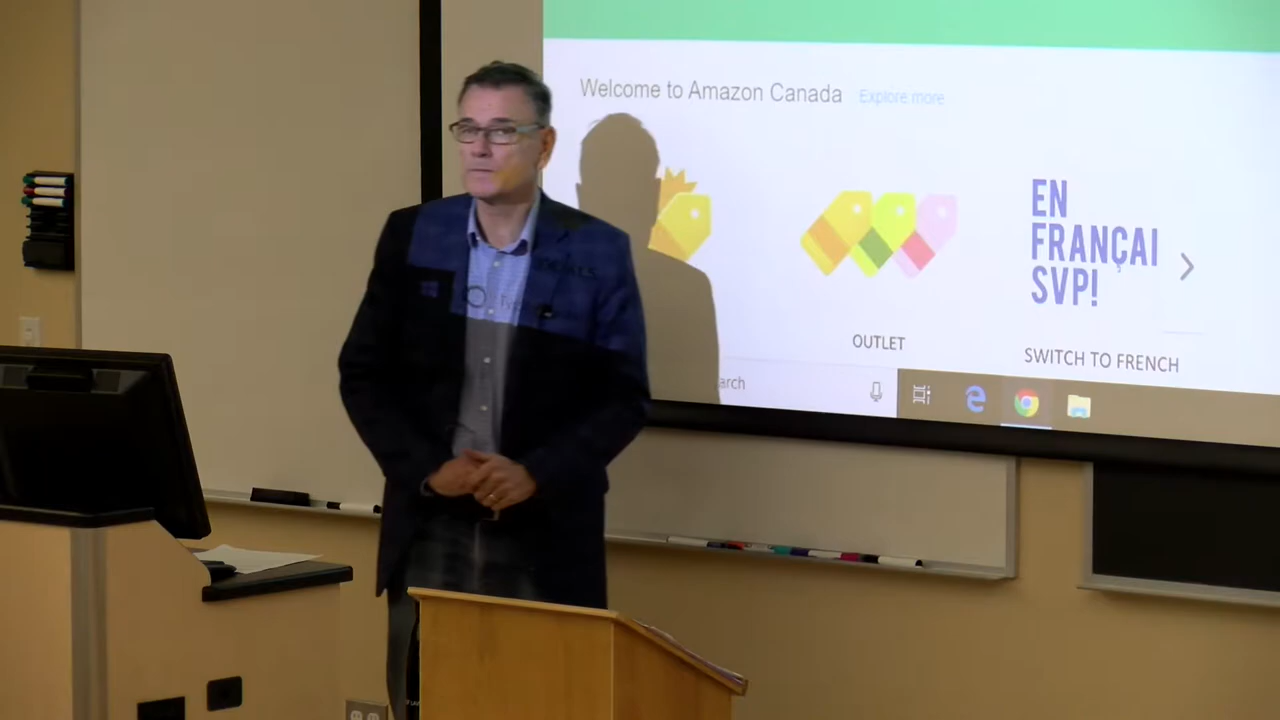 Welcome to Amazon Canada Explore more
EN
FRANÇAI
SVP!
OUTLET
SWITCH TO FRENCH
arch